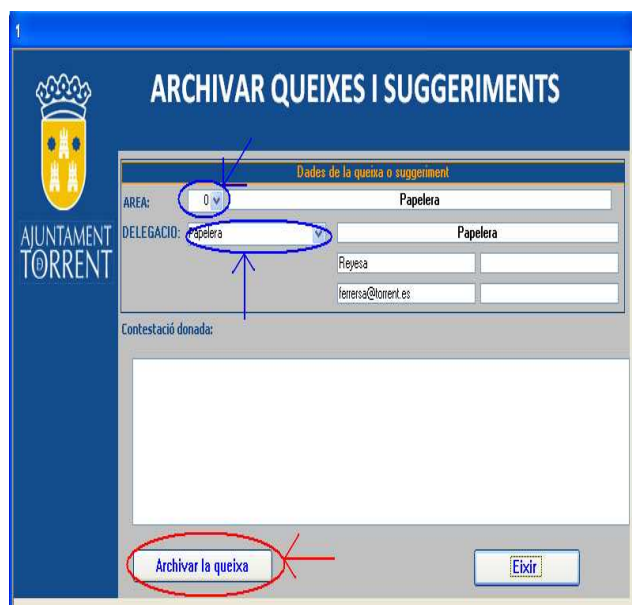 1
ARCHIVAR QUEIXES I SUGGERIMENTS
Dades de la queixa o suggeriment
AREA: 0 Papelera
DELEGACIO: Papelera Papelera
AJUNTAMENT
TORRENT
Reyesa
ferrersa@torrent.es
Contestació donada:
Archivar la queixa Eixir